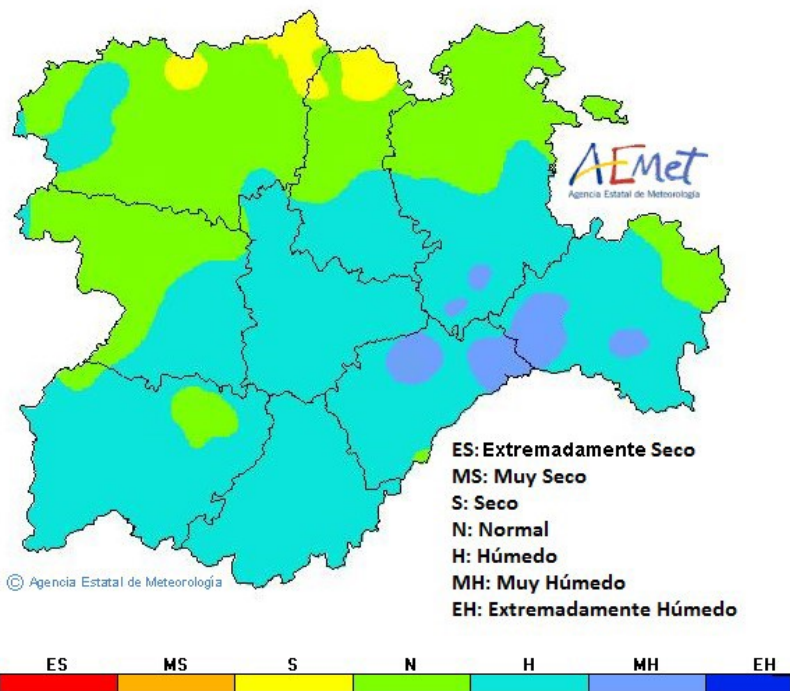 AEMet
Agencia Estatal de Meteorología
ES: Extremadamente Seco
MS: Muy Seco
S: Seco
N: Normal
H: Húmedo
MH: Muy Húmedo
EH: Extremadamente Húmedo
© Agencia Estatal de Meteorología
ES MS S N H MH EH